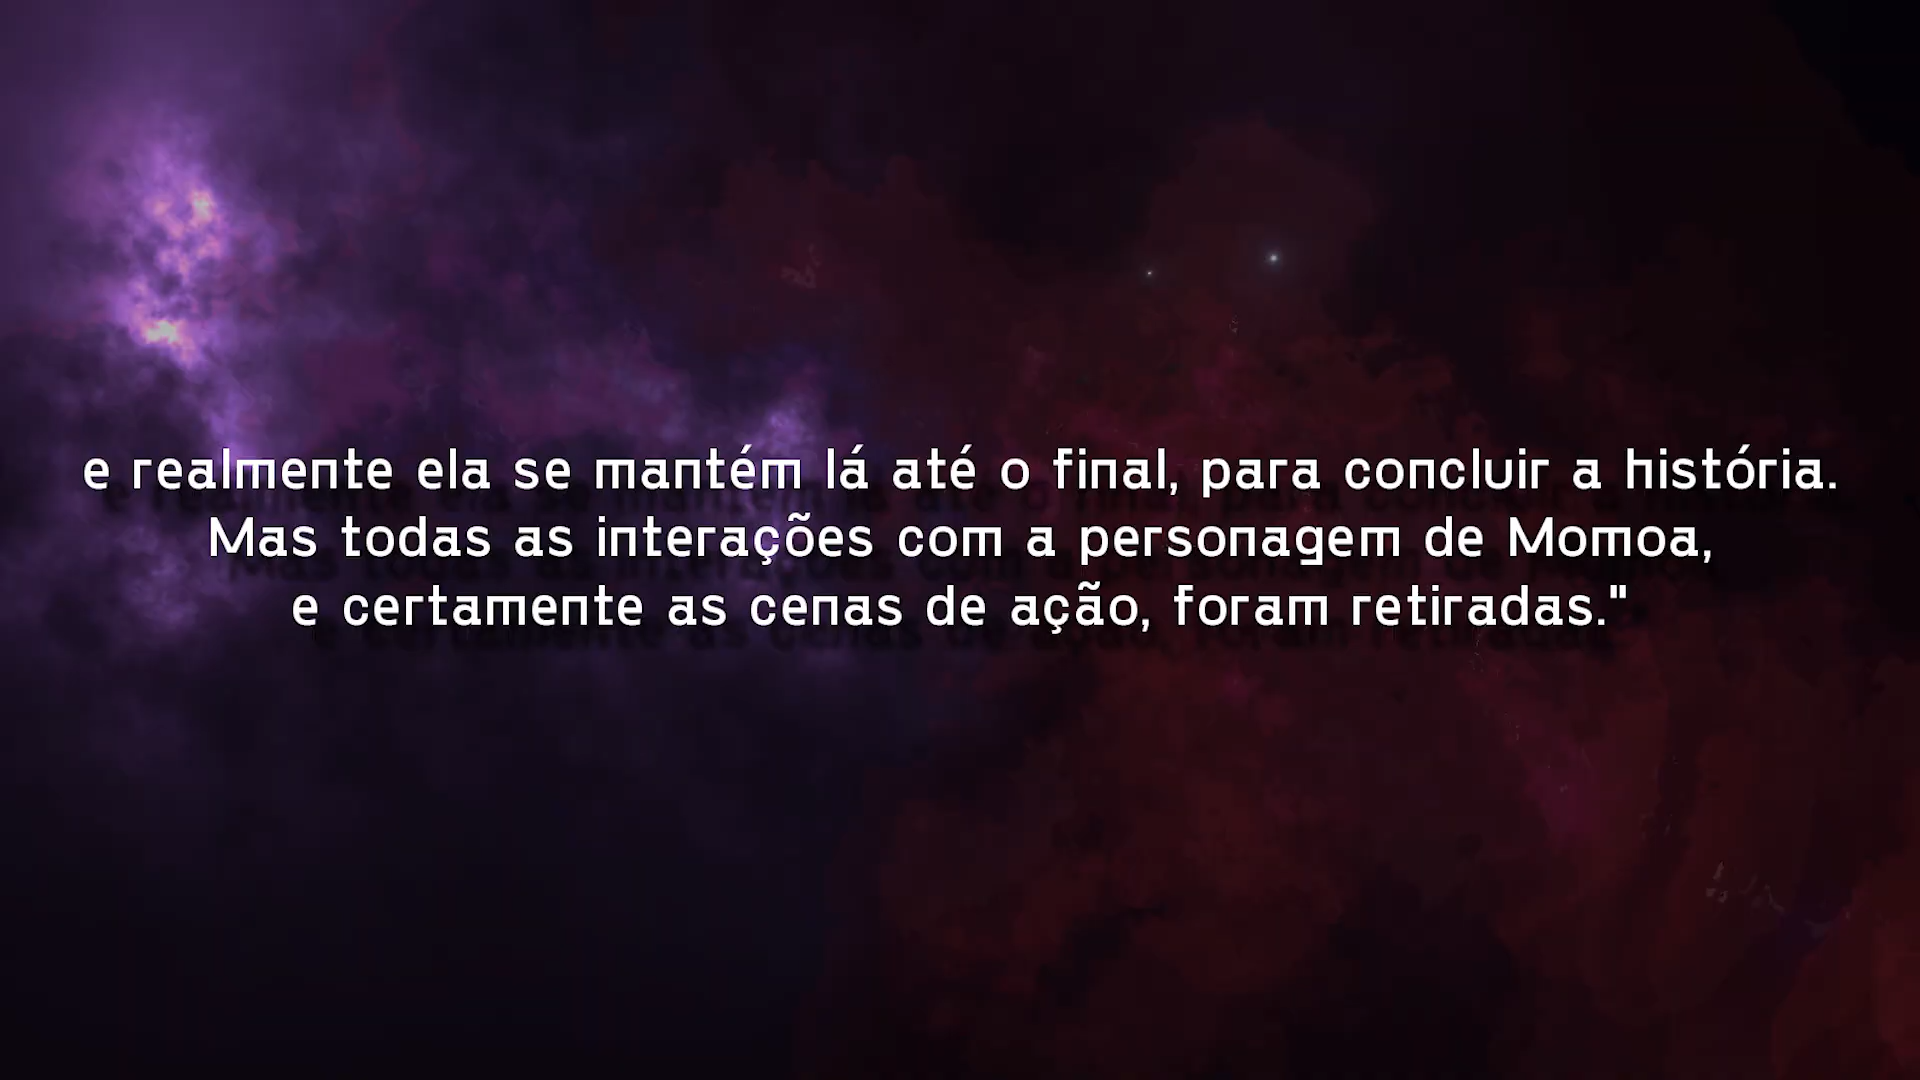 e realmente ela se mantém lá até o final, para concluir a história.
Mas todas as interações com a personagem de Momoa,
e certamente as cenas de ação, foram retiradas."